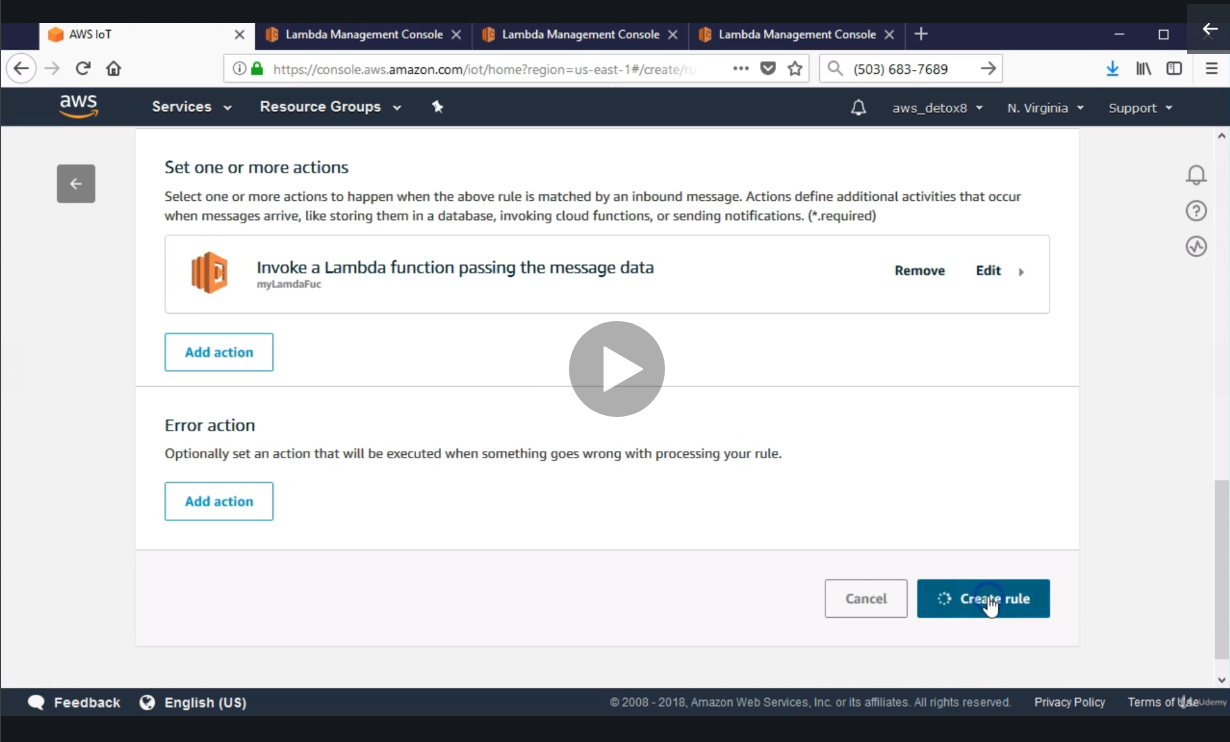 AWS IoT
Lambda Management Console
Lambda Management Console
Lambda Management Console
https://console.aws.amazon.com/iot/home?region=us-east-1#/create/ru
(503) 683-7689
aws
Services
Resource Groups
aws_detox8
N. Virginia
Support
Set one or more actions
Select one or more actions to happen when the above rule is matched by an inbound message. Actions define additional activities that occur
when messages arrive, like storing them in a database, invoking cloud functions, or sending notifications. (*.required)
Invoke a Lambda function passing the message data
myLamdaFuc
Remove
Edit
Add action
Error action
Optionally set an action that will be executed when something goes wrong with processing your rule.
Add action
Cancel
Create rule
Feedback
English (US)
© 2008 - 2018, Amazon Web Services, Inc. or its affiliates. All rights reserved.
Privacy Policy
Terms of Use
Udemy